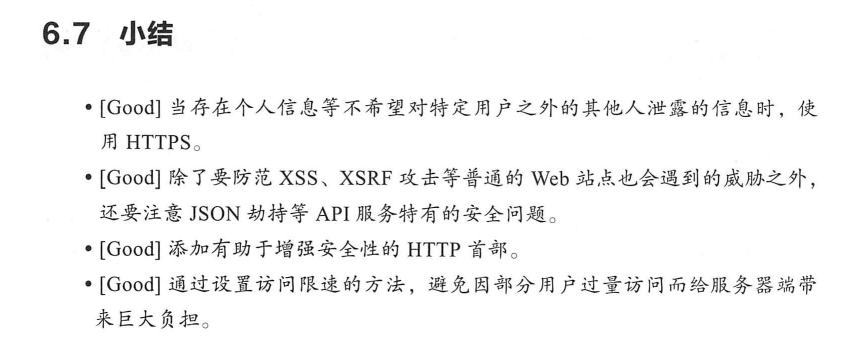 6.7 小结
• [Good] 当存在个人信息等不希望对特定用户之外的其他人泄露的信息时，使
用 HTTPS。
• [Good] 除了要防范 XSS、XSRF 攻击等普通的 Web 站点也会遇到的威胁之外，
还要注意 JSON 劫持等 API 服务特有的安全问题。
• [Good] 添加有助于增强安全性的 HTTP 首部。
• [Good] 通过设置访问限速的方法，避免因部分用户过量访问而给服务器端带
来巨大负担。